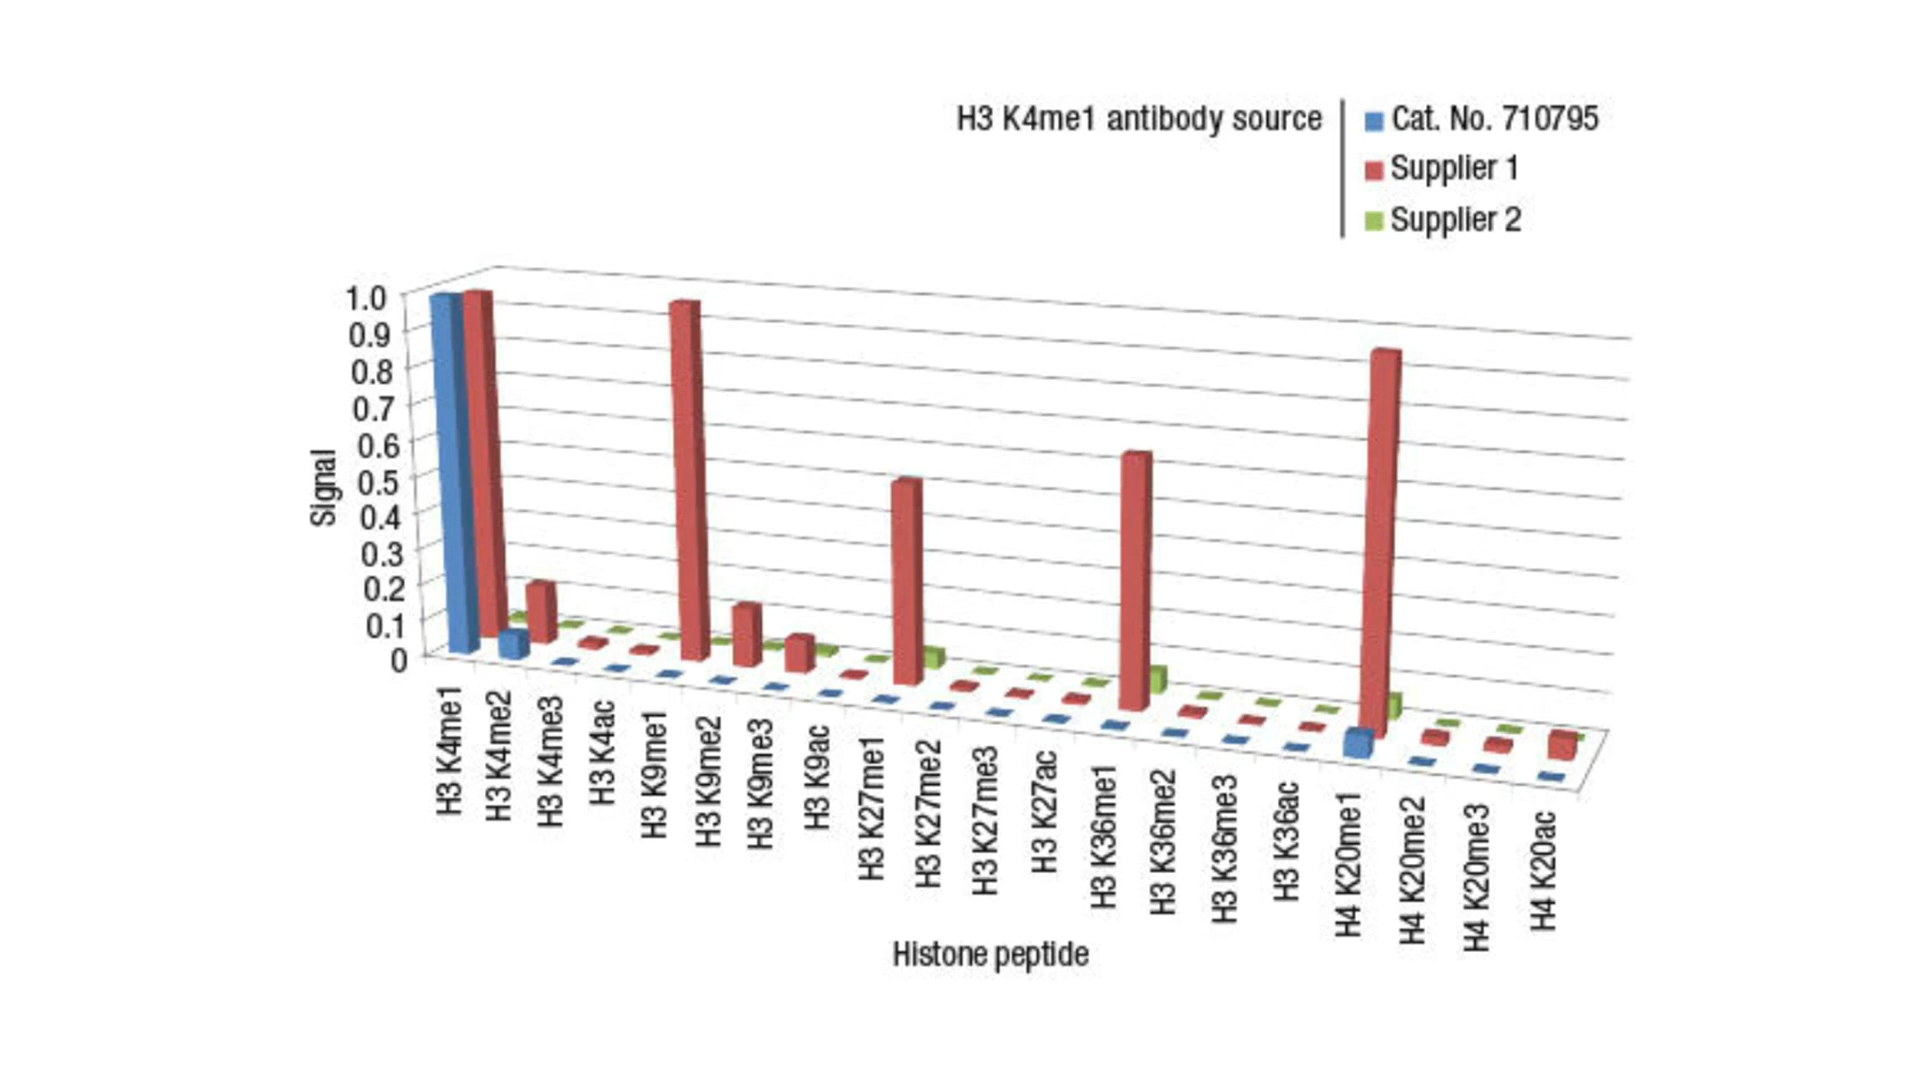 H3 K4me1 antibody source
Cat. No. 710795
Supplier 1
Supplier 2
1.0
0.9
0.8
0.7
0.6
0.5
0.4
0.3
0.2
0.1
0
Signal
H3 K4me1
H3 K4me2
H3 K4me3
H3 K4ac
H3 K9me1
H3 K9me2
H3 K9me3
H3 K9ac
H3 K27me1
H3 K27me2
H3 K27me3
H3 K27ac
H3 K36me1
H3 K36me2
H3 K36me3
H3 K36ac
H4 K20me1
H4 K20me2
H4 K20me3
H4 K20ac
Histone peptide